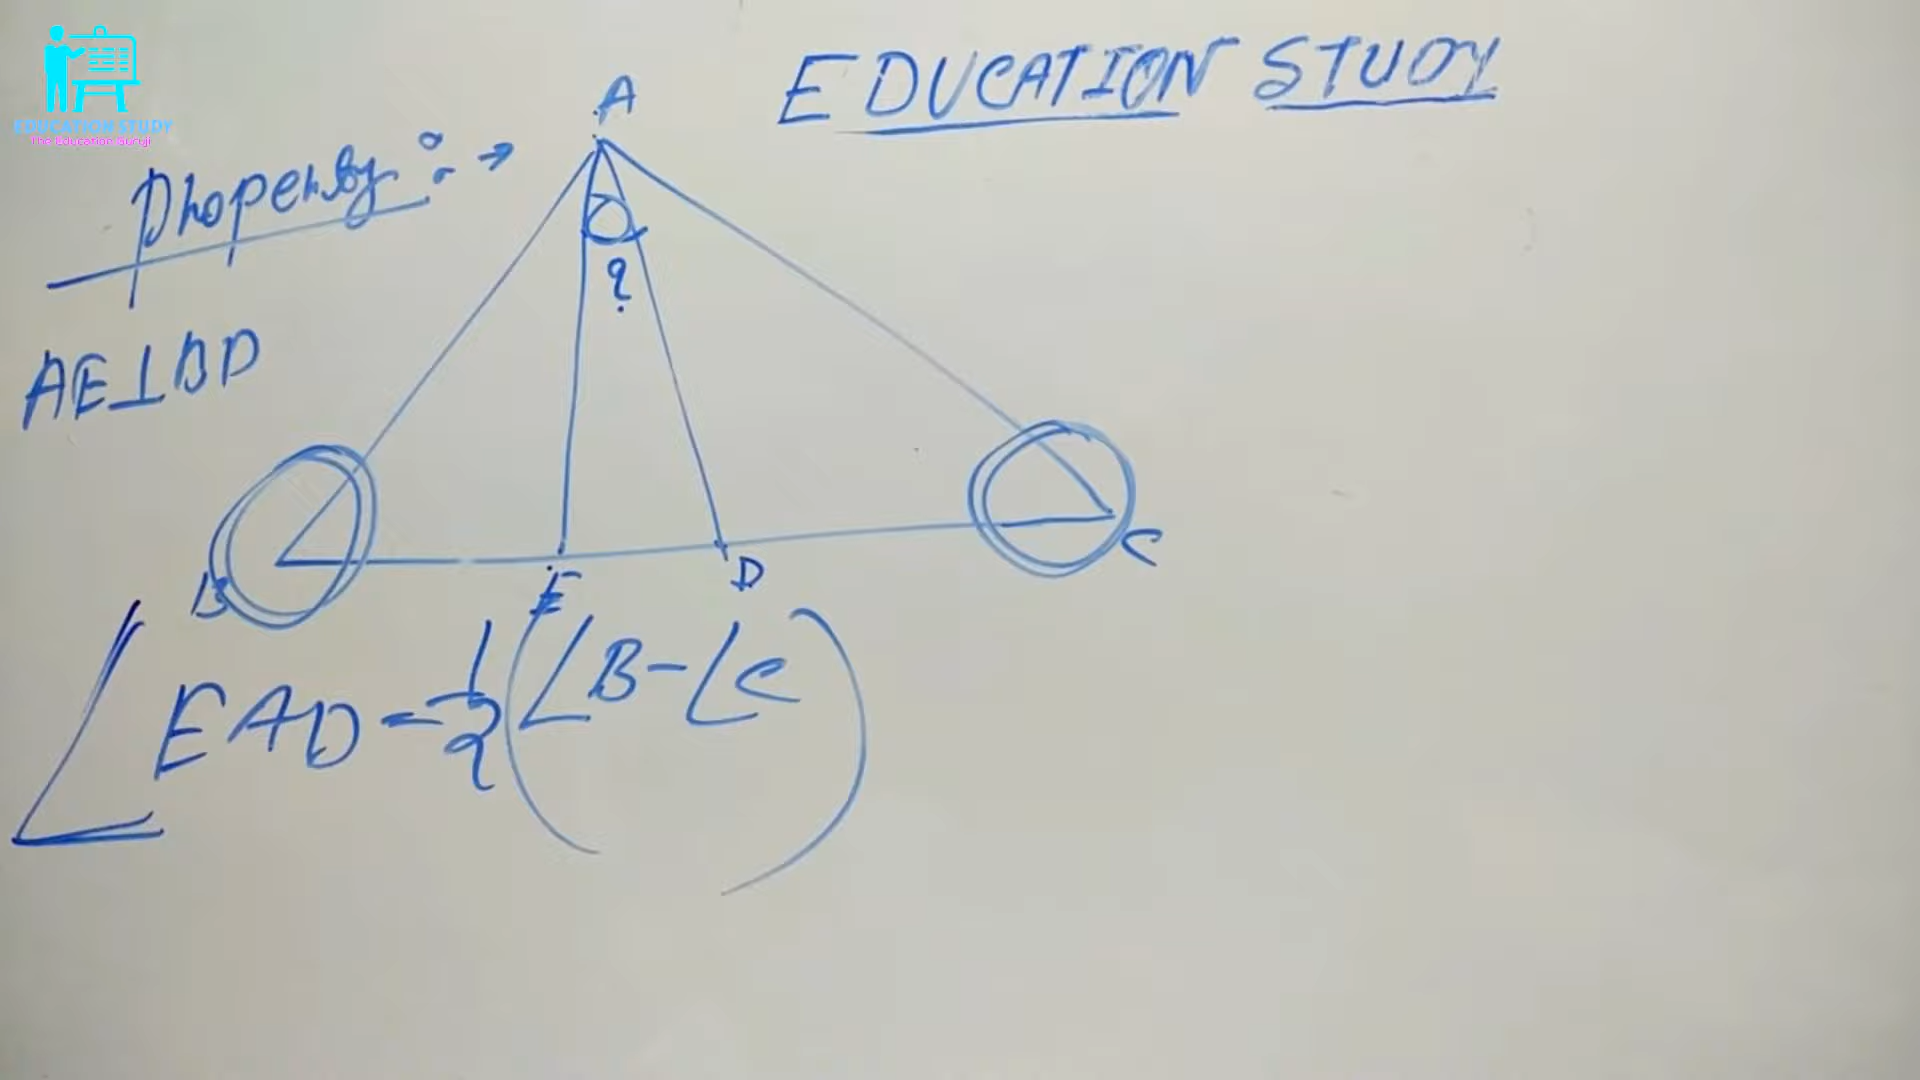 EDUCATION STUDY
The Education Guruji
EDUCATION STUDY
Property :→
AE⊥BD
A
?
B
E
D
C
∠EAD = 1/2 (∠B - ∠C)